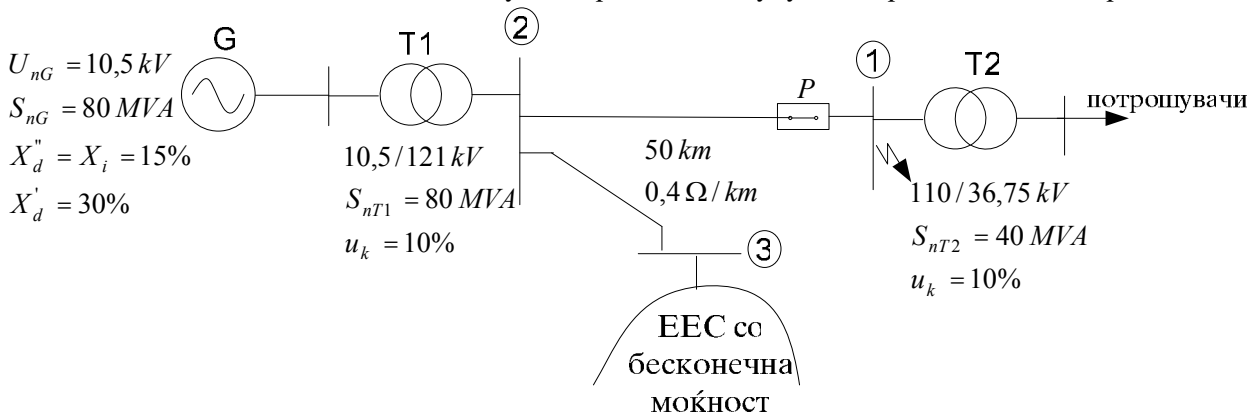 G
U_nG = 10,5 kV
S_nG = 80 MVA
X_d" = X_i = 15%
X_d' = 30%
T1
10,5/121 kV
S_nT1 = 80 MVA
u_k = 10%
2
50 km
0,4 Ω/km
P
1
T2
потрошувачи
110/36,75 kV
S_nT2 = 40 MVA
u_k = 10%
3
ЕЕС со
бесконечна
моќност